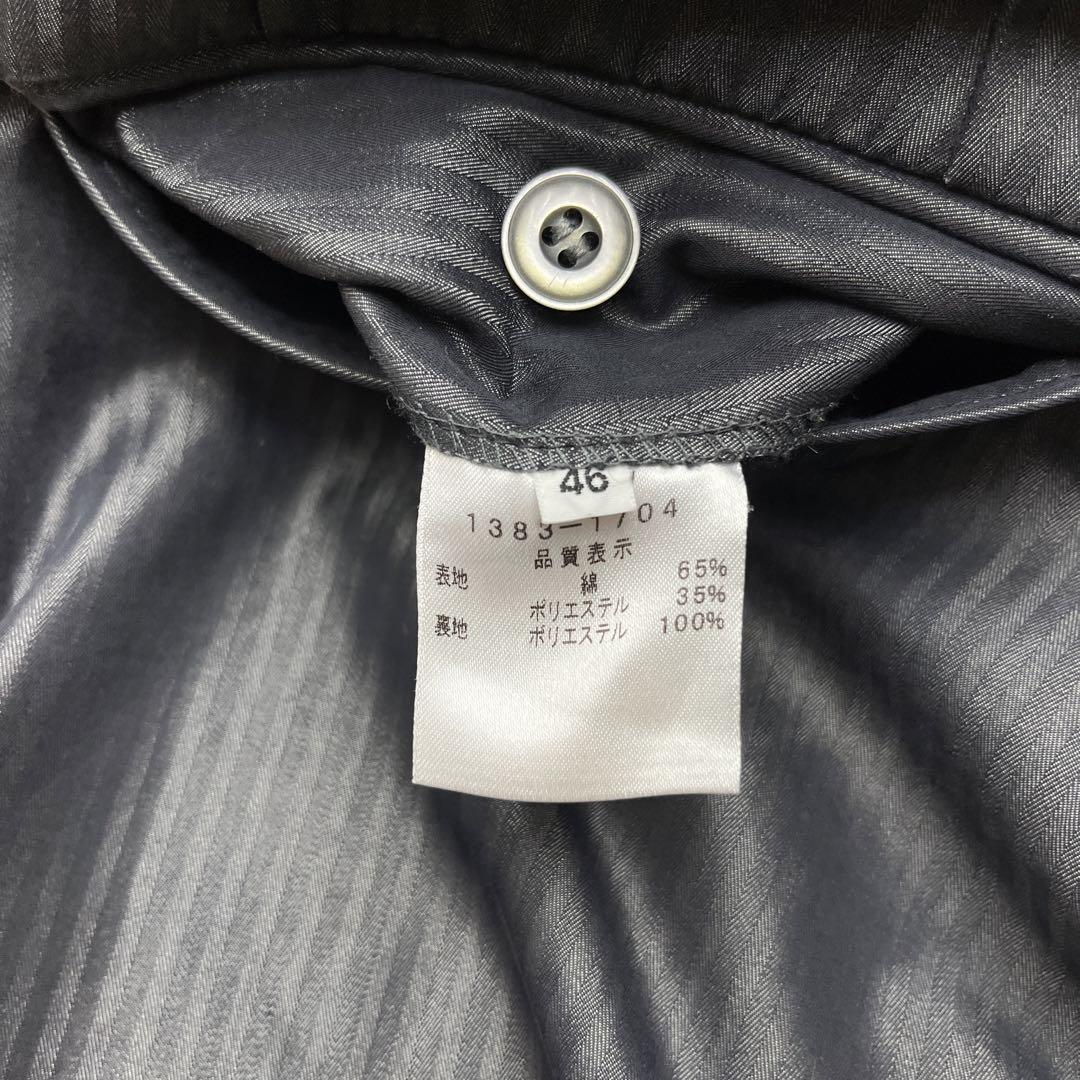 46
1383-1704
品質表示
表地 綿 65%
ポリエステル 35%
裏地 ポリエステル 100%